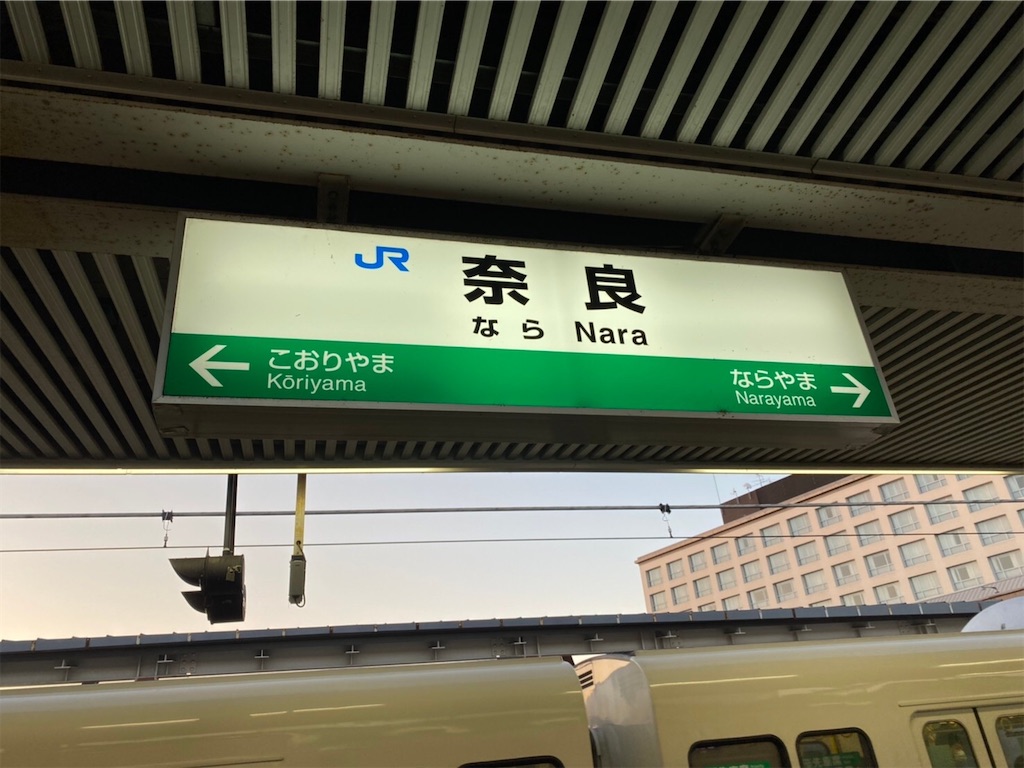 JR 奈良
なら Nara
← こおりやま
Kōriyama
ならやま →
Narayama